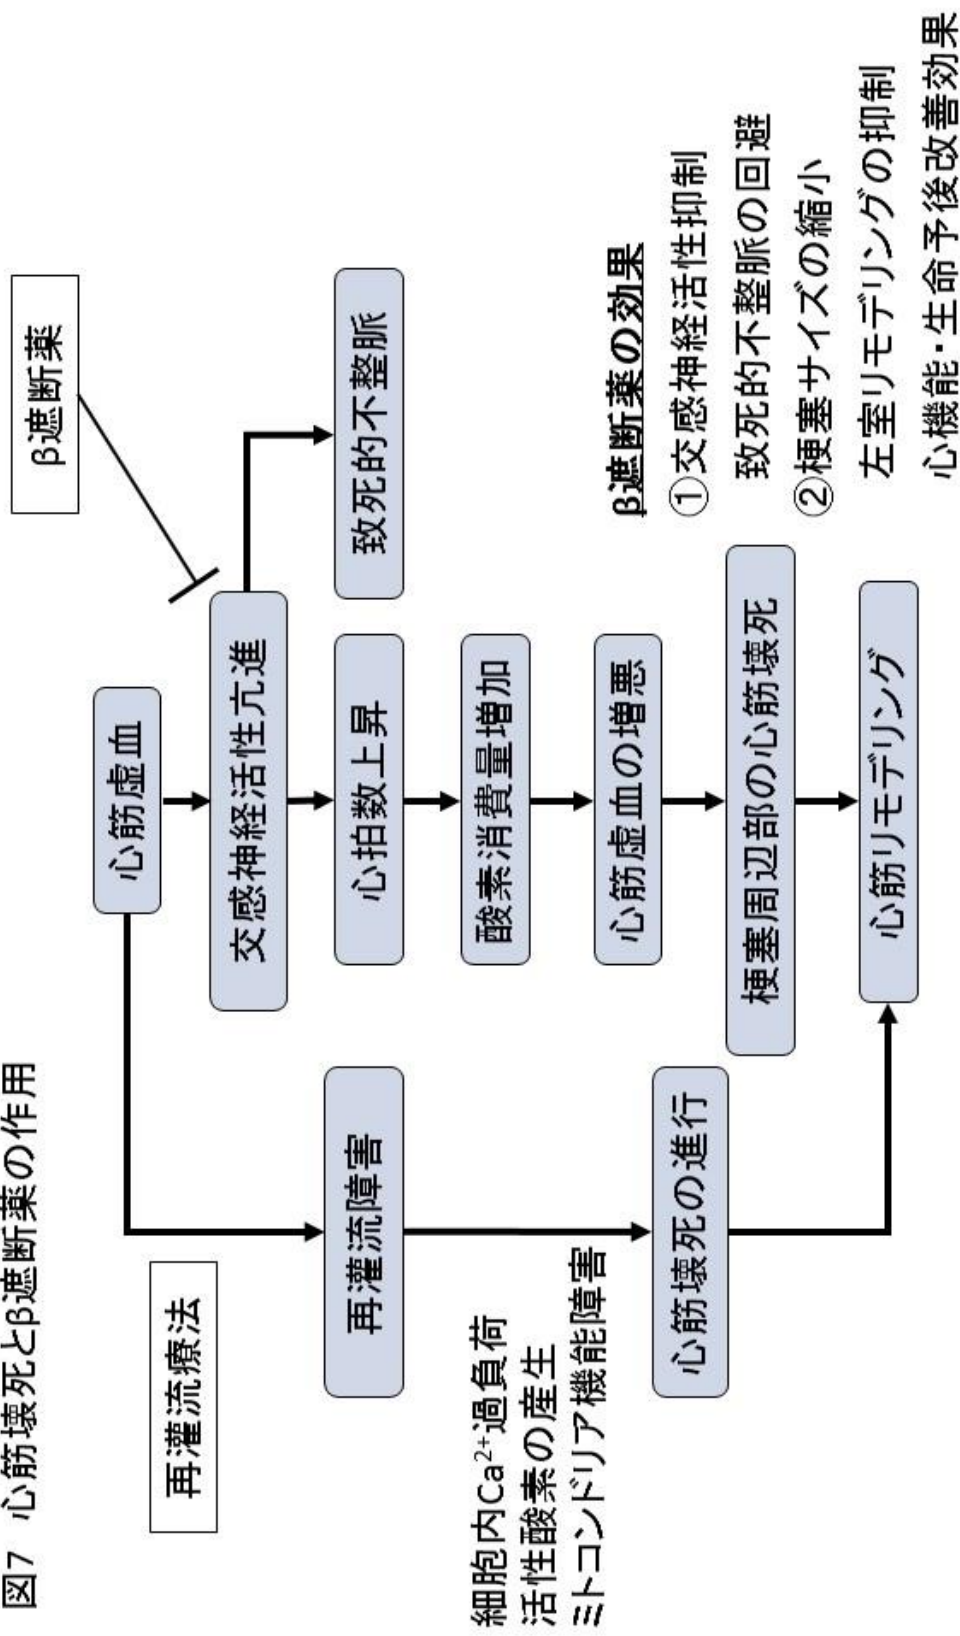 図7 心筋壊死とβ遮断薬の作用
β遮断薬
心筋虚血
再灌流療法
交感神経活性亢進
再灌流障害
心拍数上昇
致死的不整脈
細胞内Ca²⁺過負荷
活性酸素の産生
ミトコンドリア機能障害
酸素消費量増加
心筋虚血の増悪
心筋壊死の進行
梗塞周辺部の心筋壊死
心筋リモデリング
β遮断薬の効果
①交感神経活性抑制
致死的不整脈の回避
②梗塞サイズの縮小
左室リモデリングの抑制
心機能・生命予後改善効果